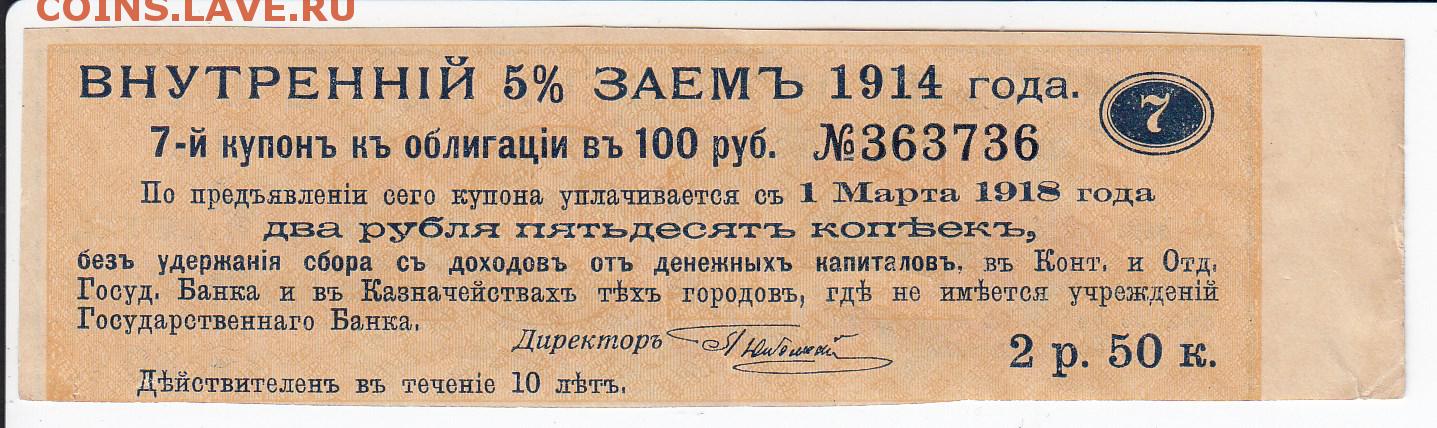 COINS.LAVE.RU
ВНУТРЕННІЙ 5% ЗАЕМЪ 1914 года.
7
7-й купонъ къ облигаціи въ 100 руб. №363736
По предъявленіи сего купона уплачивается съ 1 Марта 1918 года
два рубля пятьдесятъ копѣекъ,
безъ удержанія сбора съ доходовъ отъ денежныхъ капиталовъ, въ Конт. и Отд.
Госуд. Банка и въ Казначействахъ тѣхъ городовъ, гдѣ не имѣется учрежденій
Государственнаго Банка.
Директоръ
2 р. 50 к.
Дѣйствителенъ въ теченіе 10 лѣтъ.